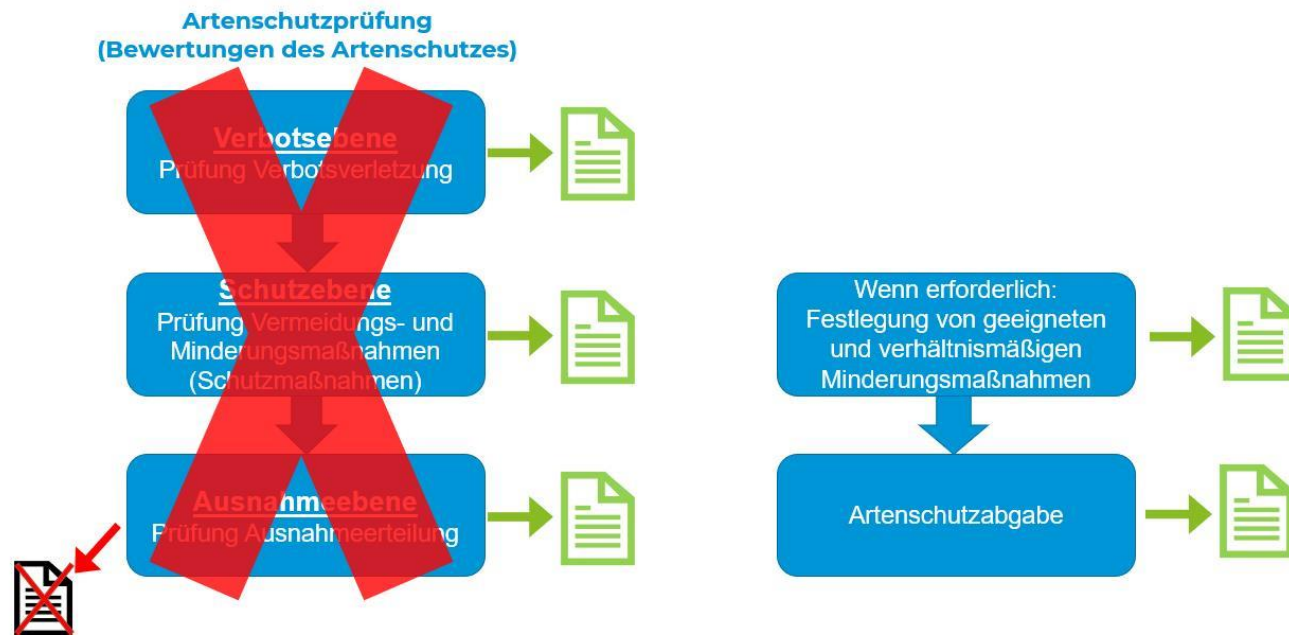 Artenschutzprüfung
(Bewertungen des Artenschutzes)
Verbotsebene
Prüfung Verbotsverletzung
Schutzebene
Prüfung Vermeidungs- und
Minderungsmaßnahmen
(Schutzmaßnahmen)
Ausnahmeebene
Prüfung Ausnahmeerteilung
Wenn erforderlich:
Festlegung von geeigneten
und verhältnismäßigen
Minderungsmaßnahmen
Artenschutzabgabe